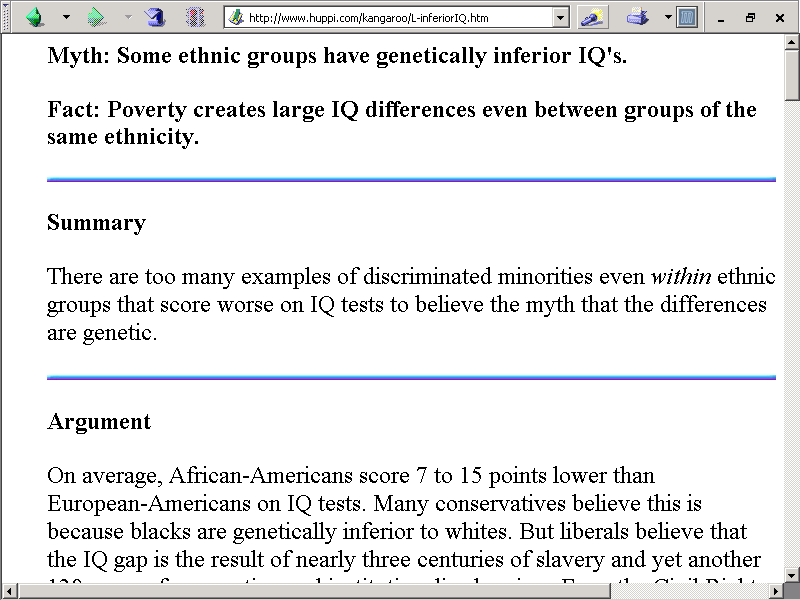 http://www.huppi.com/kangaroo/L-inferiorIQ.htm
Myth: Some ethnic groups have genetically inferior IQ's.
Fact: Poverty creates large IQ differences even between groups of the
same ethnicity.
Summary
There are too many examples of discriminated minorities even within ethnic
groups that score worse on IQ tests to believe the myth that the differences
are genetic.
Argument
On average, African-Americans score 7 to 15 points lower than
European-Americans on IQ tests. Many conservatives believe this is
because blacks are genetically inferior to whites. But liberals believe that
the IQ gap is the result of nearly three centuries of slavery and yet another